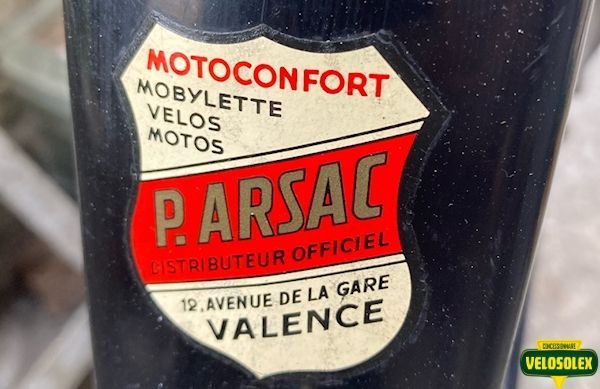 MOTOCONFORT
MOBYLETTE
VELOS
MOTOS
P. ARSAC
DISTRIBUTEUR OFFICIEL
12, AVENUE DE LA GARE
VALENCE
CONCESSIONNAIRE
VELOSOLEX